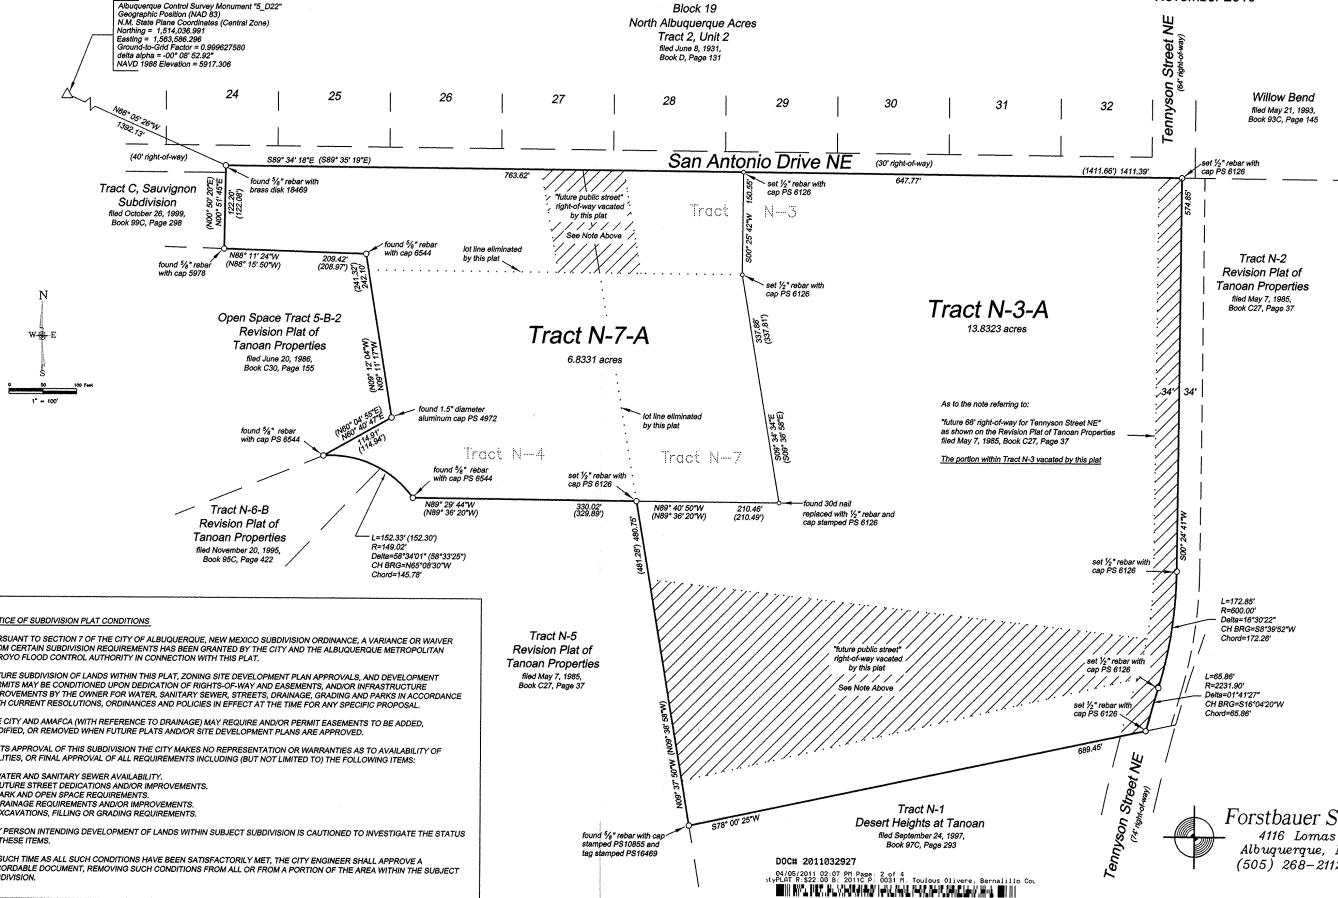 Albuquerque Control Survey Monument "5_D22"
Geographic Position (NAD 83)
N.M. State Plane Coordinates (Central Zone)
Northing = 1,514,036.991
Easting = 1,563,586.296
Ground-to-Grid Factor = 0.999627580
delta alpha = -00° 08' 52.92"
NAVD 1988 Elevation = 5917.306
Block 19
North Albuquerque Acres
Tract 2, Unit 2
filed June 8, 1931,
Book D, Page 131
Tennyson Street NE
(64' right-of-way)
Willow Bend
filed May 21, 1993,
Book 93C, Page 145
24
25
26
27
28
29
30
31
32
N86° 05' 26"W
1392.13'
(40' right-of-way)
S89° 34' 18"E (S89° 35' 19"E)
763.62'
San Antonio Drive NE
(30' right-of-way)
647.77'
(1411.66') 1411.39'
set ½" rebar with
cap PS 6126
found ⅝" rebar with
brass disk 18469
Tract C, Sauvignon
Subdivision
filed October 26, 1999,
Book 99C, Page 298
(N00° 50' 20"E)
N00° 51' 45"E
122.20'
(122.08')
found ⅝" rebar
with cap 5978
N88° 11' 24"W
(N88° 15' 50"W)
209.42'
(208.97')
found ⅝" rebar
with cap 6544
lot line eliminated
by this plat
"future public street"
right-of-way vacated
by this plat
See Note Above
set ½" rebar with
cap PS 6126
150.55'
S00° 25' 42"W
Tract N-3
574.85'
set ½" rebar with
cap PS 6126
Tract N-2
Revision Plat of
Tanoan Properties
filed May 7, 1985,
Book C27, Page 37
N
W E
S
0 50 100 Feet
1" = 100'
Open Space Tract 5-B-2
Revision Plat of
Tanoan Properties
filed June 20, 1986,
Book C30, Page 155
(241.32')
242.10'
(N09° 12' 04"W)
N09° 11' 17"W
Tract N-7-A
6.8331 acres
337.86'
(337.81')
S09° 34' 34"E
(S09° 36' 58"E)
Tract N-3-A
13.8323 acres
34' 34'
As to the note referring to:
"future 68' right-of-way for Tennyson Street NE"
as shown on the Revision Plat of Tanoan Properties
filed May 7, 1985, Book C27, Page 37
The portion within Tract N-3 vacated by this plat
found 1.5" diameter
aluminum cap PS 4972
lot line eliminated
by this plat
(N60° 04' 55"E)
N60° 40' 47"E
114.91'
(114.94')
found ⅝" rebar
with cap PS 6544
Tract N-4
Tract N-7
found ⅝" rebar
with cap PS 6544
set ½" rebar with
cap PS 6126
N89° 29' 44"W
(N89° 36' 20"W)
330.02'
(329.89')
N89° 40' 50"W
(N89° 36' 20"W)
210.46'
(210.49')
found 30d nail
replaced with ½" rebar and
cap stamped PS 6126
Tract N-6-B
Revision Plat of
Tanoan Properties
filed November 20, 1995,
Book 95C, Page 422
L=152.33' (152.30')
R=149.02'
Delta=58°34'01" (58°33'25")
CH BRG=N65°08'30"W
Chord=145.78'
(481.28') 480.75'
S00° 24' 41"W
set ½" rebar with
cap PS 6126
L=172.85'
R=600.00'
Delta=16°30'22"
CH BRG=S8°39'52"W
Chord=172.26'
Tract N-5
Revision Plat of
Tanoan Properties
filed May 7, 1985,
Book C27, Page 37
"future public street"
right-of-way vacated
by this plat
See Note Above
set ½" rebar with
cap PS 6126
L=65.86'
R=2231.90'
Delta=01°41'27"
CH BRG=S16°04'20"W
Chord=65.86'
set ½" rebar with
cap PS 6126
N09° 37' 50"W (N09° 38' 58"W)
689.45'
S78° 00' 25"W
found ⅝" rebar with cap
stamped PS10855 and
tag stamped PS16469
Tract N-1
Desert Heights at Tanoan
filed September 24, 1997,
Book 97C, Page 293
Tennyson Street NE
(74' right-of-way)
TICE OF SUBDIVISION PLAT CONDITIONS
RSUANT TO SECTION 7 OF THE CITY OF ALBUQUERQUE, NEW MEXICO SUBDIVISION ORDINANCE, A VARIANCE OR WAIVER
OM CERTAIN SUBDIVISION REQUIREMENTS HAS BEEN GRANTED BY THE CITY AND THE ALBUQUERQUE METROPOLITAN
ROYO FLOOD CONTROL AUTHORITY IN CONNECTION WITH THIS PLAT.
TURE SUBDIVISION OF LANDS WITHIN THIS PLAT, ZONING SITE DEVELOPMENT PLAN APPROVALS, AND DEVELOPMENT
RMITS MAY BE CONDITIONED UPON DEDICATION OF RIGHTS-OF-WAY AND EASEMENTS, AND/OR INFRASTRUCTURE
PROVEMENTS BY THE OWNER FOR WATER, SANITARY SEWER, STREETS, DRAINAGE, GRADING AND PARKS IN ACCORDANCE
TH CURRENT RESOLUTIONS, ORDINANCES AND POLICIES IN EFFECT AT THE TIME FOR ANY SPECIFIC PROPOSAL.
E CITY AND AMAFCA (WITH REFERENCE TO DRAINAGE) MAY REQUIRE AND/OR PERMIT EASEMENTS TO BE ADDED,
DIFIED, OR REMOVED WHEN FUTURE PLATS AND/OR SITE DEVELOPMENT PLANS ARE APPROVED.
ITS APPROVAL OF THIS SUBDIVISION THE CITY MAKES NO REPRESENTATION OR WARRANTIES AS TO AVAILABILITY OF
LITIES, OR FINAL APPROVAL OF ALL REQUIREMENTS INCLUDING (BUT NOT LIMITED TO) THE FOLLOWING ITEMS:
ATER AND SANITARY SEWER AVAILABILITY.
UTURE STREET DEDICATIONS AND/OR IMPROVEMENTS.
ARK AND OPEN SPACE REQUIREMENTS.
RAINAGE REQUIREMENTS AND/OR IMPROVEMENTS.
XCAVATIONS, FILLING OR GRADING REQUIREMENTS.
Y PERSON INTENDING DEVELOPMENT OF LANDS WITHIN SUBJECT SUBDIVISION IS CAUTIONED TO INVESTIGATE THE STATUS
THESE ITEMS.
SUCH TIME AS ALL SUCH CONDITIONS HAVE BEEN SATISFACTORILY MET, THE CITY ENGINEER SHALL APPROVE A
CORDABLE DOCUMENT, REMOVING SUCH CONDITIONS FROM ALL OR FROM A PORTION OF THE AREA WITHIN THE SUBJECT
DIVISION.
DOC# 2011032927
04/05/2011 02:07 PM Page: 2 of 4
tyPLAT R:$22.00 B: 2011C P: 0031 M. Toulous Olivere, Bernalillo Cou
Forstbauer S
4116 Lomas
Albuquerque,
(505) 268-2112